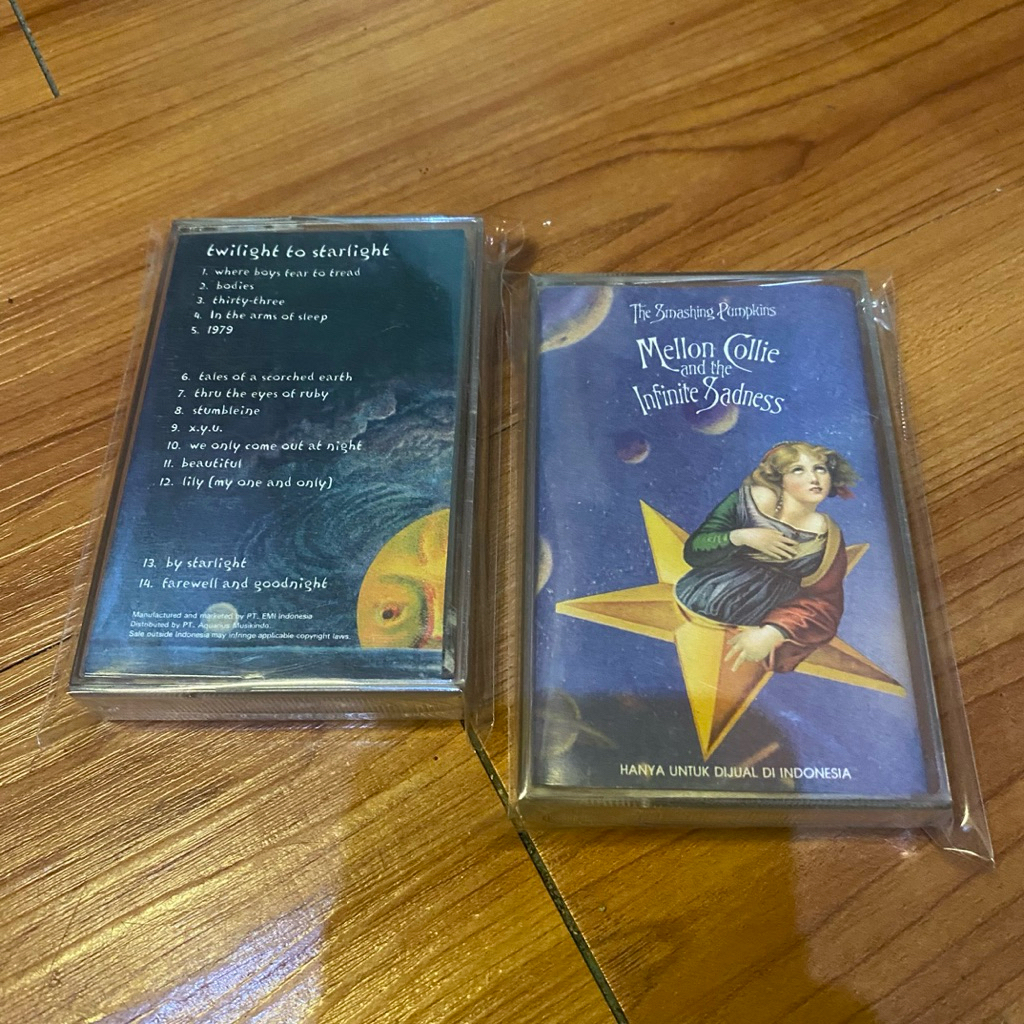 twilight to starlight
1. where boys fear to tread
2. bodies
3. thirty-three
4. In the arms of sleep
5. 1979
6. tales of a scorched earth
7. thru the eyes of ruby
8. stumbleine
9. x.y.u.
10. we only come out at night
11. beautiful
12. lily (my one and only)
13. by starlight
14. farewell and goodnight
Manufactured and marketed by PT. EMI Indonesia
Distributed by PT. Aquarius Musikindo.
Sale outside Indonesia may infringe applicable copyright laws.
The Smashing Pumpkins
Mellon Collie
and the
Infinite Sadness
HANYA UNTUK DIJUAL DI INDONESIA